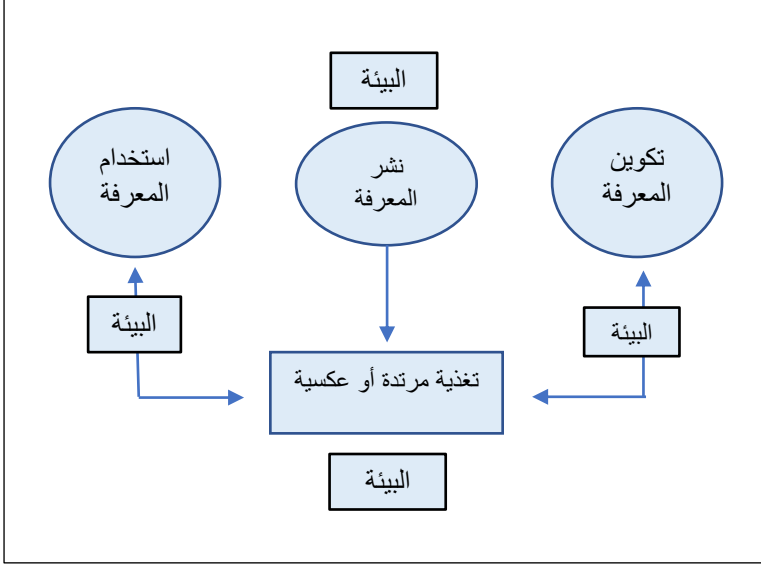 البيئة
تكوين
المعرفة
نشر
المعرفة
استخدام
المعرفة
البيئة
البيئة
تغذية مرتدة أو عكسية
البيئة